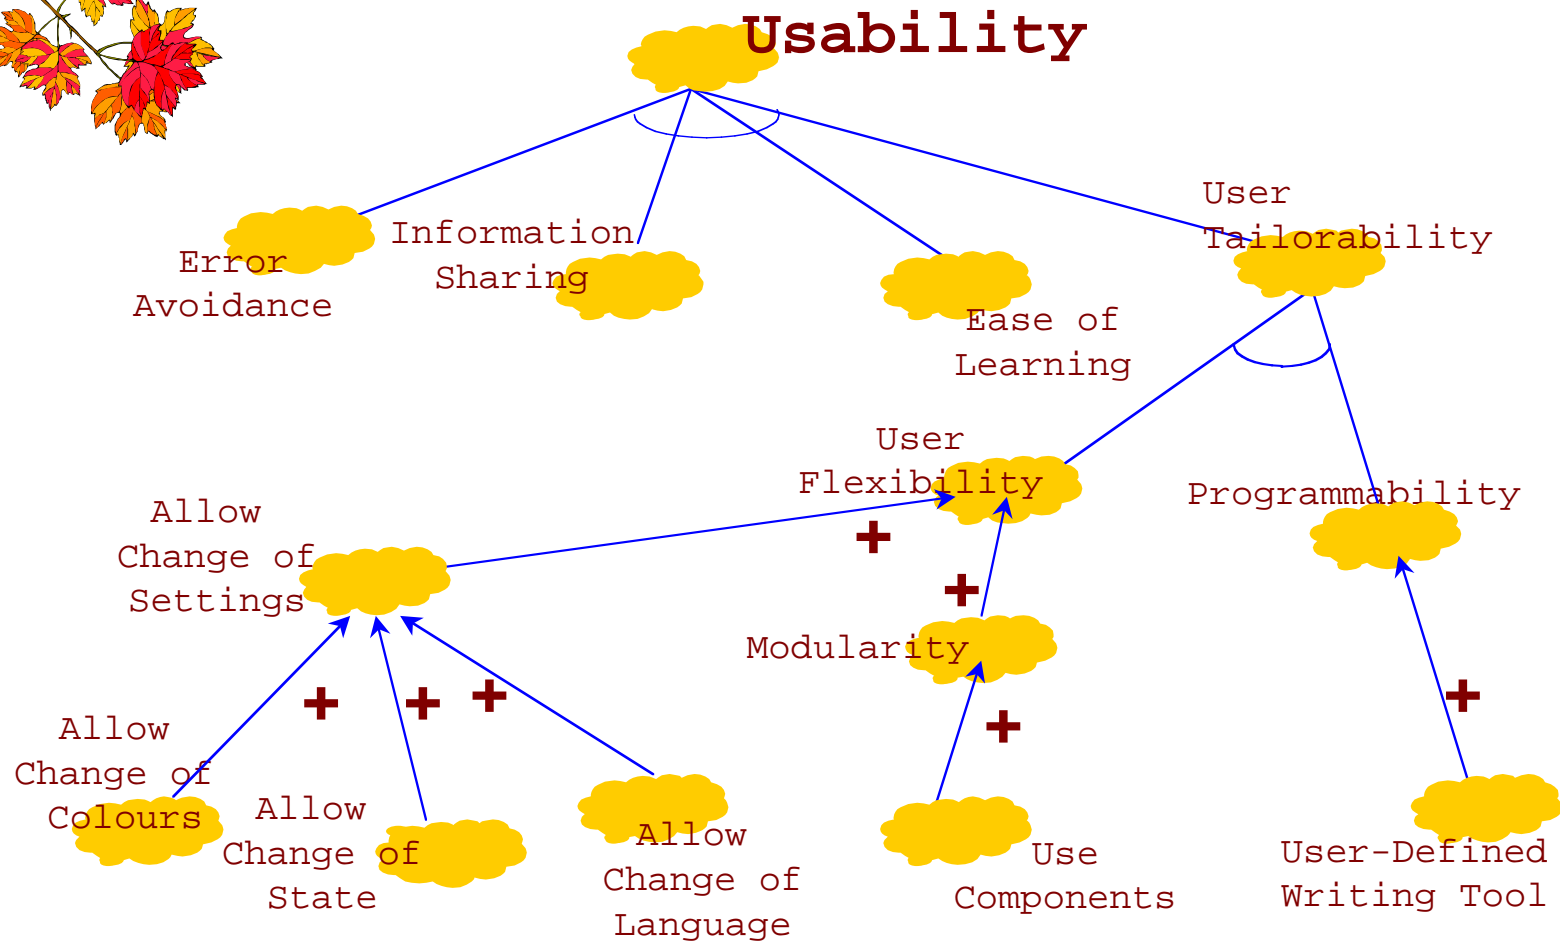 Usability
Error
Avoidance
Information
Sharing
Ease of
Learning
User
Tailorability
User
Flexibility
Programmability
Allow
Change of
Settings
+
+
Modularity
+
+
+
+
+
Allow
Change of
Colours
Allow
Change of
State
Allow
Change of
Language
Use
Components
User-Defined
Writing Tool